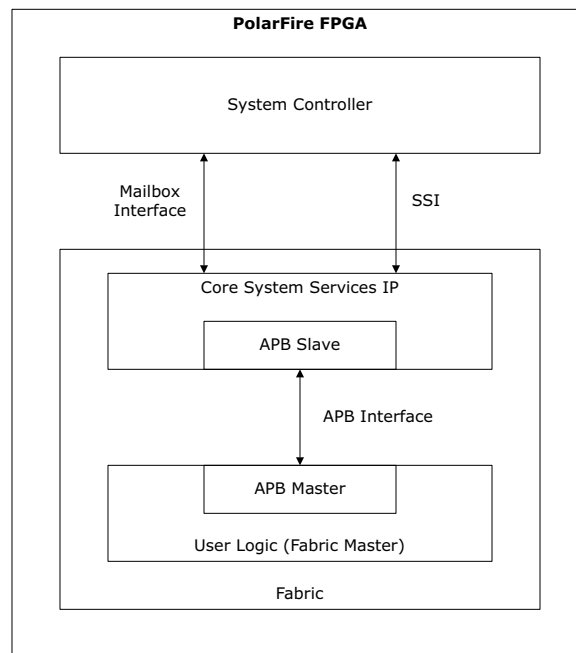 PolarFire FPGA
System Controller
Mailbox
Interface
SSI
Core System Services IP
APB Slave
APB Interface
APB Master
User Logic (Fabric Master)
Fabric